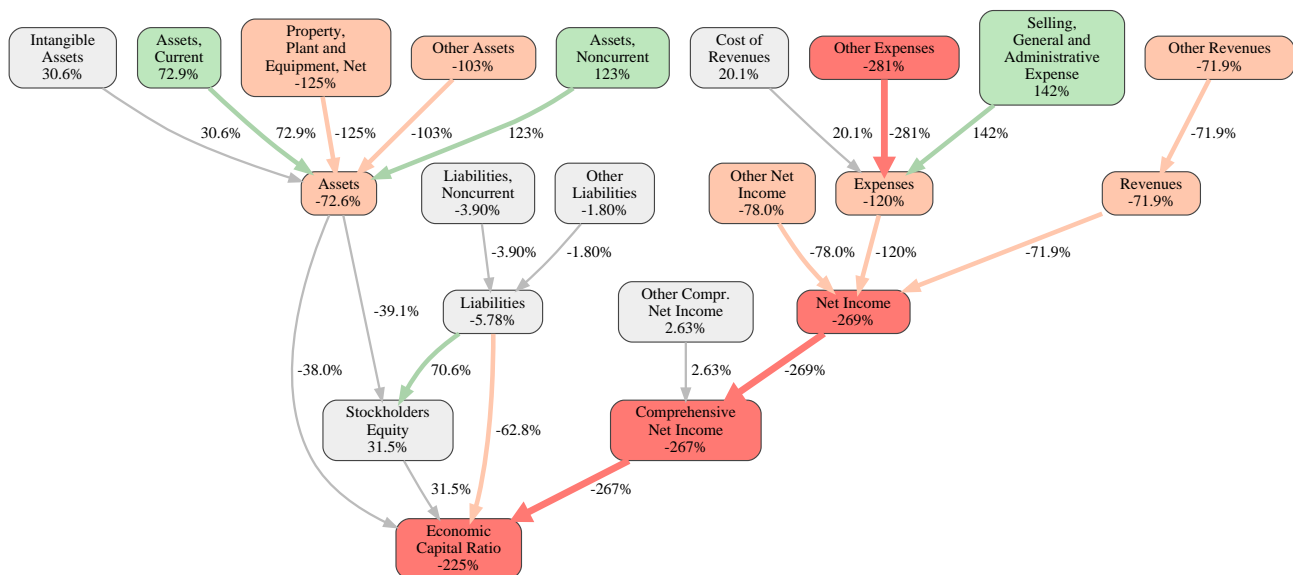 Intangible
Assets
30.6%
Assets,
Current
72.9%
Property,
Plant and
Equipment, Net
-125%
Other Assets
-103%
Assets,
Noncurrent
123%
Cost of
Revenues
20.1%
Other Expenses
-281%
Selling,
General and
Administrative
Expense
142%
Other Revenues
-71.9%
30.6%
72.9%
-125%
-103%
123%
20.1%
-281%
142%
-71.9%
Assets
-72.6%
Liabilities,
Noncurrent
-3.90%
Other
Liabilities
-1.80%
Other Net
Income
-78.0%
Expenses
-120%
Revenues
-71.9%
-3.90%
-1.80%
-78.0%
-120%
-71.9%
-39.1%
Liabilities
-5.78%
Other Compr.
Net Income
2.63%
Net Income
-269%
-38.0%
70.6%
2.63%
-269%
-62.8%
Stockholders
Equity
31.5%
Comprehensive
Net Income
-267%
31.5%
-267%
Economic
Capital Ratio
-225%